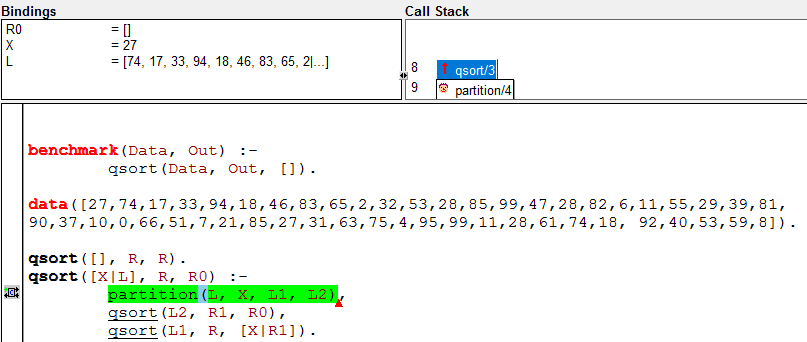 Bindings
R0 = []
X = 27
L = [74, 17, 33, 94, 18, 46, 83, 65, 2|...]
Call Stack
8 qsort/3
9 partition/4
benchmark(Data, Out) :-
qsort(Data, Out, []).
data([27,74,17,33,94,18,46,83,65,2,32,53,28,85,99,47,28,82,6,11,55,29,39,81,
90,37,10,0,66,51,7,21,85,27,31,63,75,4,95,99,11,28,61,74,18, 92,40,53,59,8]).
qsort([], R, R).
qsort([X|L], R, R0) :-
partition(L, X, L1, L2),
qsort(L2, R1, R0),
qsort(L1, R, [X|R1]).